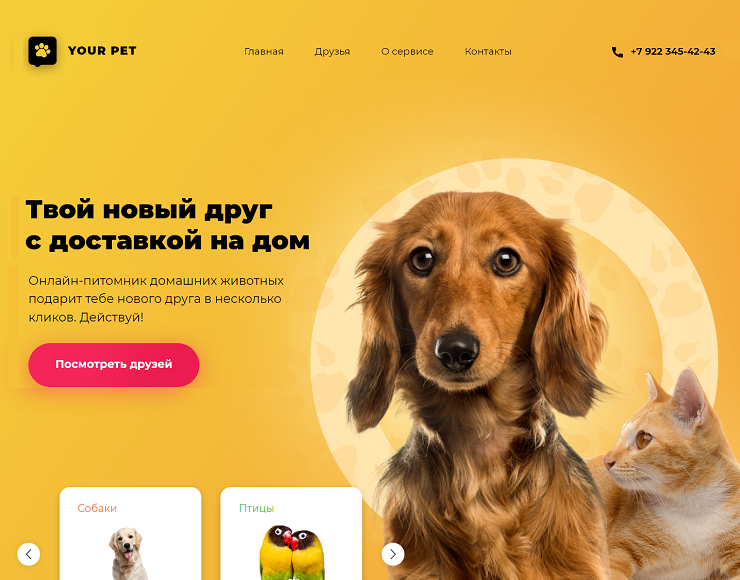 YOUR PET
Главная
Друзья
О сервисе
Контакты
+7 922 345-42-43
Твой новый друг
с доставкой на дом
Онлайн-питомник домашних животных
подарит тебе нового друга в несколько
кликов. Действуй!
Посмотреть друзей
Собаки
Птицы